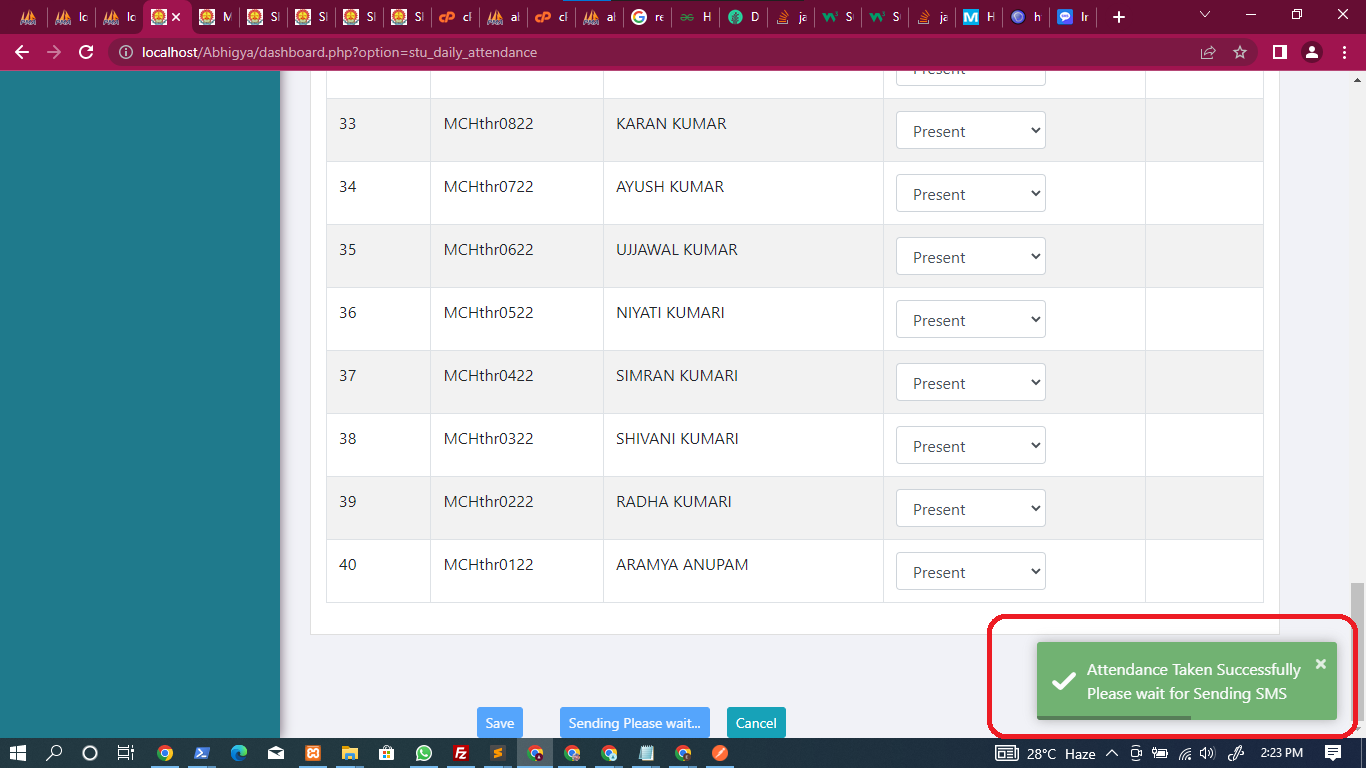 lo
lo
M
Sl
Sl
Sl
Sl
cl
al
cl
al
re
H
D
ja
S
S
ja
H
h
In
localhost/Abhigya/dashboard.php?option=stu_daily_attendance
Present
33 MCHthr0822 KARAN KUMAR Present
34 MCHthr0722 AYUSH KUMAR Present
35 MCHthr0622 UJJAWAL KUMAR Present
36 MCHthr0522 NIYATI KUMARI Present
37 MCHthr0422 SIMRAN KUMARI Present
38 MCHthr0322 SHIVANI KUMARI Present
39 MCHthr0222 RADHA KUMARI Present
40 MCHthr0122 ARAMYA ANUPAM Present
Attendance Taken Successfully
Please wait for Sending SMS
Save Sending Please wait... Cancel
28°C Haze 2:23 PM